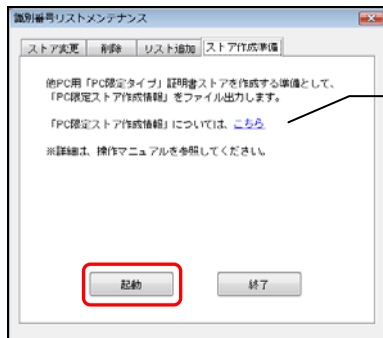 識別番号リストメンテナンス
ストア変更 削除 リスト追加 ストア作成準備
他PC用「PC限定タイプ」証明書ストアを作成する準備として、
「PC限定ストア作成情報」をファイル出力します。
「PC限定ストア作成情報」については、こちら
※詳細は、操作マニュアルを参照してください。
起動 終了